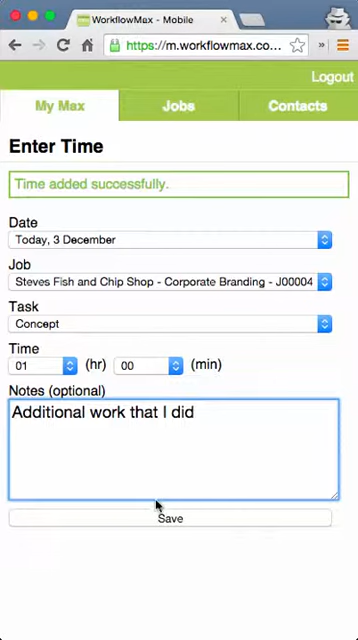 WorkflowMax - Mobile
https://m.workflowmax.co...
Logout
My Max Jobs Contacts
Enter Time
Time added successfully.
Date
Today, 3 December
Job
Steves Fish and Chip Shop - Corporate Branding - J00004
Task
Concept
Time
01 (hr) 00 (min)
Notes (optional)
Additional work that I did
Save